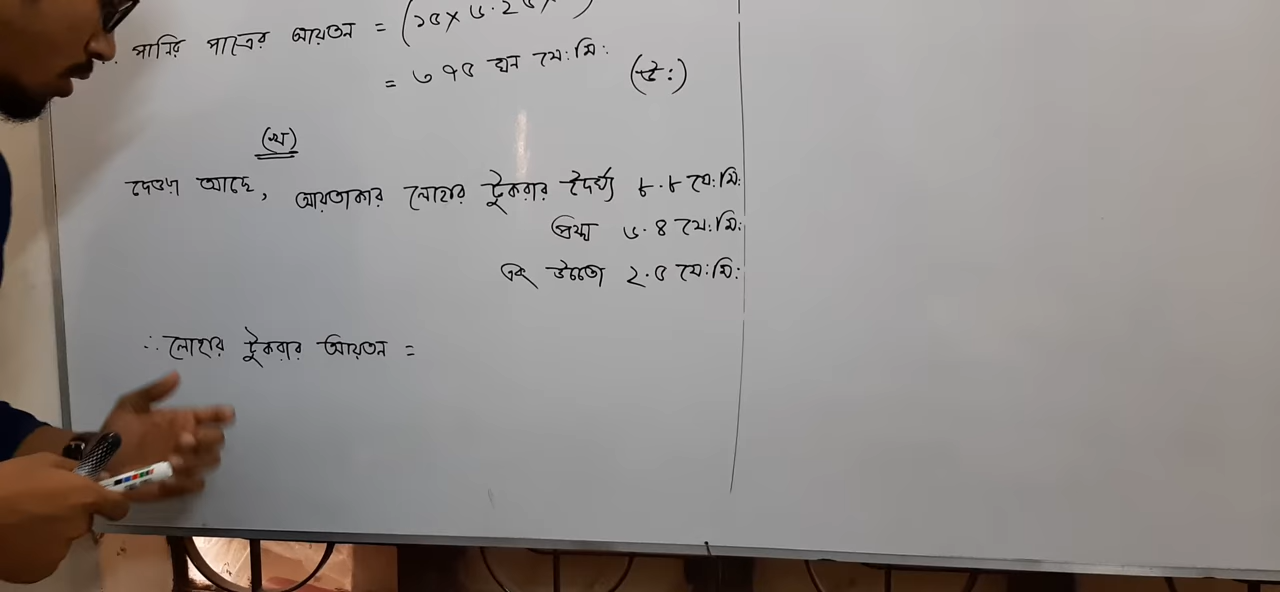 ∴ পানির পাত্রের আয়তন = (১৫ × ৬.২৫ ×
= ৩৭৫ ঘন সে:মি: (উ:)
(খ)
দেওয়া আছে, আয়তাকার লোহার টুকরার দৈর্ঘ্য ৮.৮ সে:মি:
প্রস্থ ৬.৪ সে:মি:
এবং উচ্চতা ২.৫ সে:মি:
∴ লোহার টুকরার আয়তন =